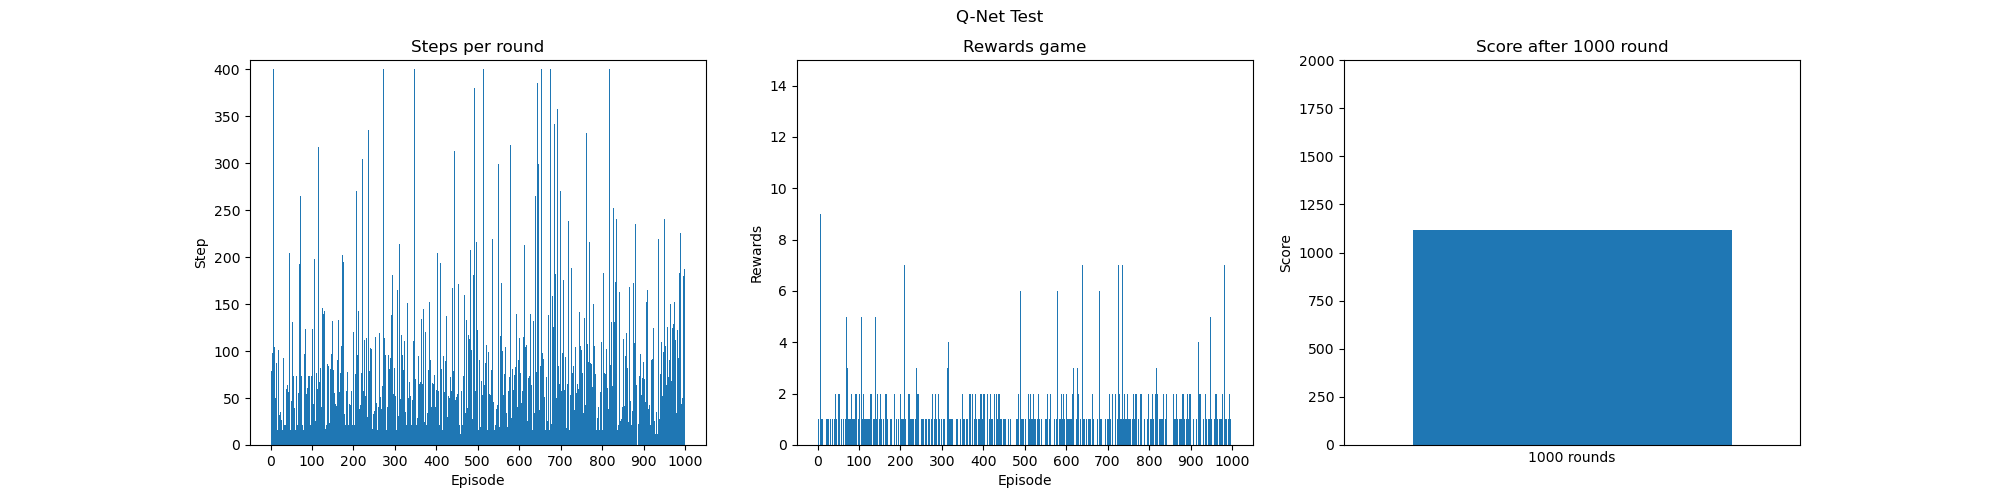 Q-Net Test
Steps per round
Step
400
350
300
250
200
150
100
50
0
0 100 200 300 400 500 600 700 800 900 1000
Episode
Rewards game
Rewards
14
12
10
8
6
4
2
0
0 100 200 300 400 500 600 700 800 900 1000
Episode
Score after 1000 round
Score
2000
1750
1500
1250
1000
750
500
250
0
1000 rounds